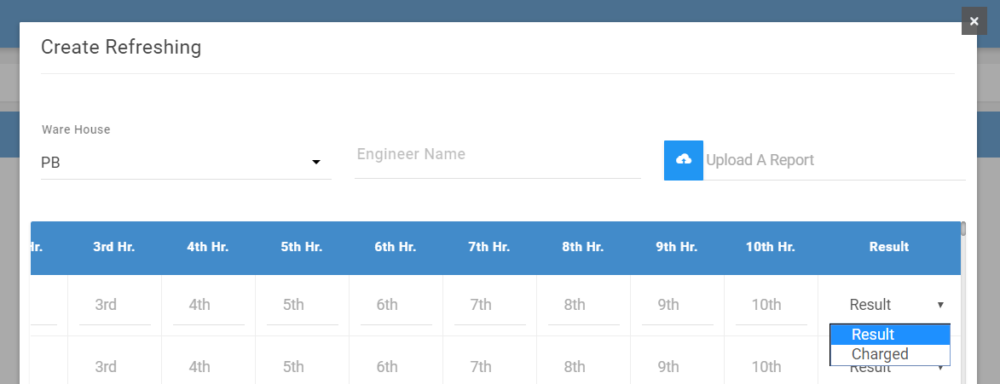 ×
Create Refreshing
Ware House
PB
Engineer Name
Upload A Report
Hr. 3rd Hr. 4th Hr. 5th Hr. 6th Hr. 7th Hr. 8th Hr. 9th Hr. 10th Hr. Result
3rd 4th 5th 6th 7th 8th 9th 10th Result
Result
Charged
3rd 4th 5th 6th 7th 8th 9th 10th Result